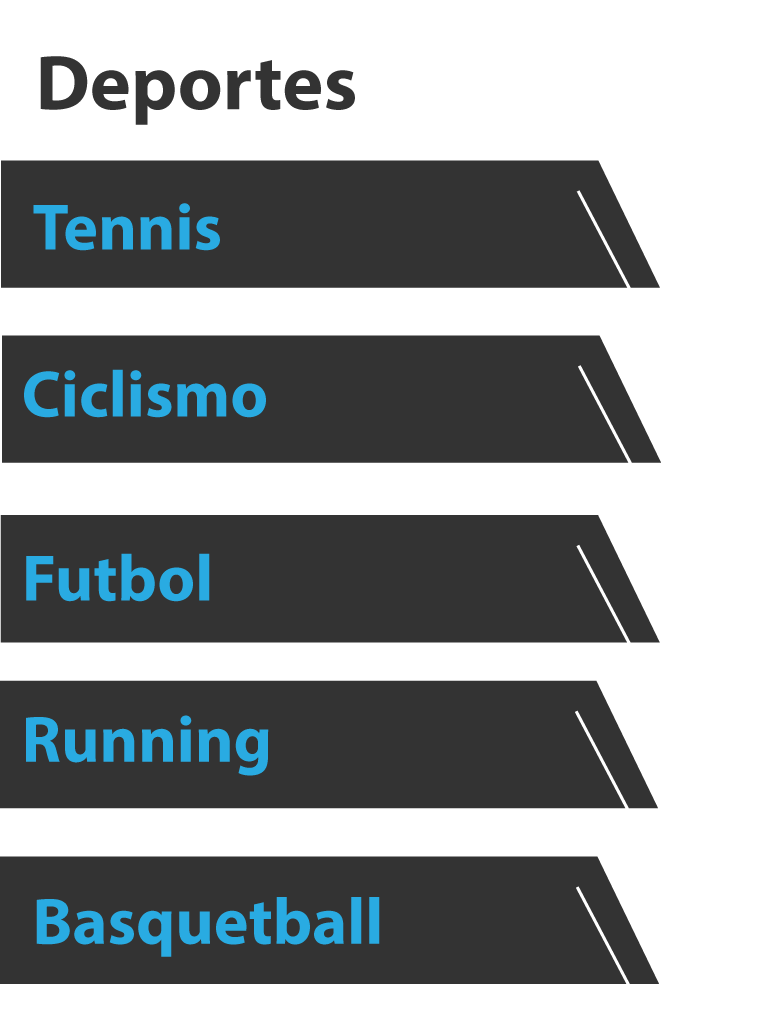 Deportes
Tennis
Ciclismo
Futbol
Running
Basquetball